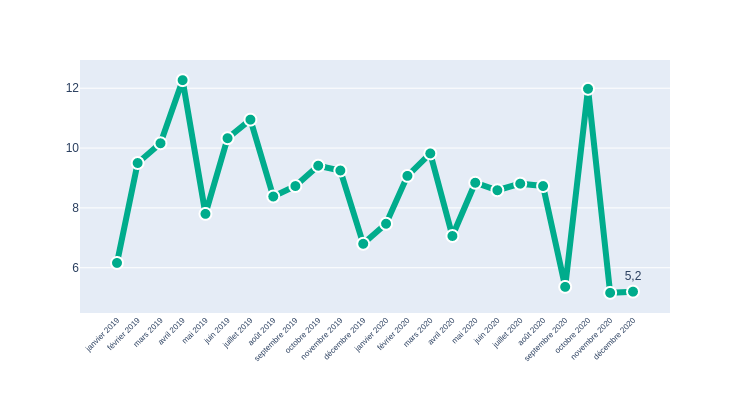 12
10
8
6
5,2
janvier 2019
février 2019
mars 2019
avril 2019
mai 2019
juin 2019
juillet 2019
août 2019
septembre 2019
octobre 2019
novembre 2019
décembre 2019
janvier 2020
février 2020
mars 2020
avril 2020
mai 2020
juin 2020
juillet 2020
août 2020
septembre 2020
octobre 2020
novembre 2020
décembre 2020